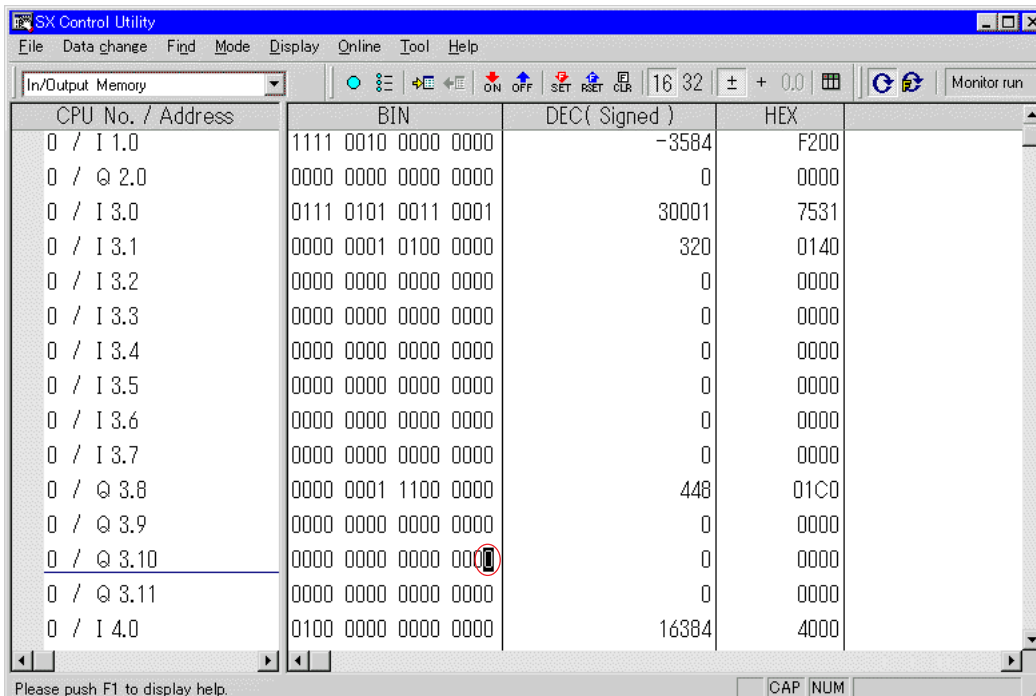 SX Control Utility
File Data change Find Mode Display Online Tool Help
In/Output Memory ON OFF SET RSET CLR 16 32 ± + 0.0 Monitor run
CPU No. / Address BIN DEC( Signed ) HEX
0 / I 1.0 1111 0010 0000 0000 -3584 F200
0 / Q 2.0 0000 0000 0000 0000 0 0000
0 / I 3.0 0111 0101 0011 0001 30001 7531
0 / I 3.1 0000 0001 0100 0000 320 0140
0 / I 3.2 0000 0000 0000 0000 0 0000
0 / I 3.3 0000 0000 0000 0000 0 0000
0 / I 3.4 0000 0000 0000 0000 0 0000
0 / I 3.5 0000 0000 0000 0000 0 0000
0 / I 3.6 0000 0000 0000 0000 0 0000
0 / I 3.7 0000 0000 0000 0000 0 0000
0 / Q 3.8 0000 0001 1100 0000 448 01C0
0 / Q 3.9 0000 0000 0000 0000 0 0000
0 / Q 3.10 0000 0000 0000 0000 0 0000
0 / Q 3.11 0000 0000 0000 0000 0 0000
0 / I 4.0 0100 0000 0000 0000 16384 4000
Please push F1 to display help. CAP NUM